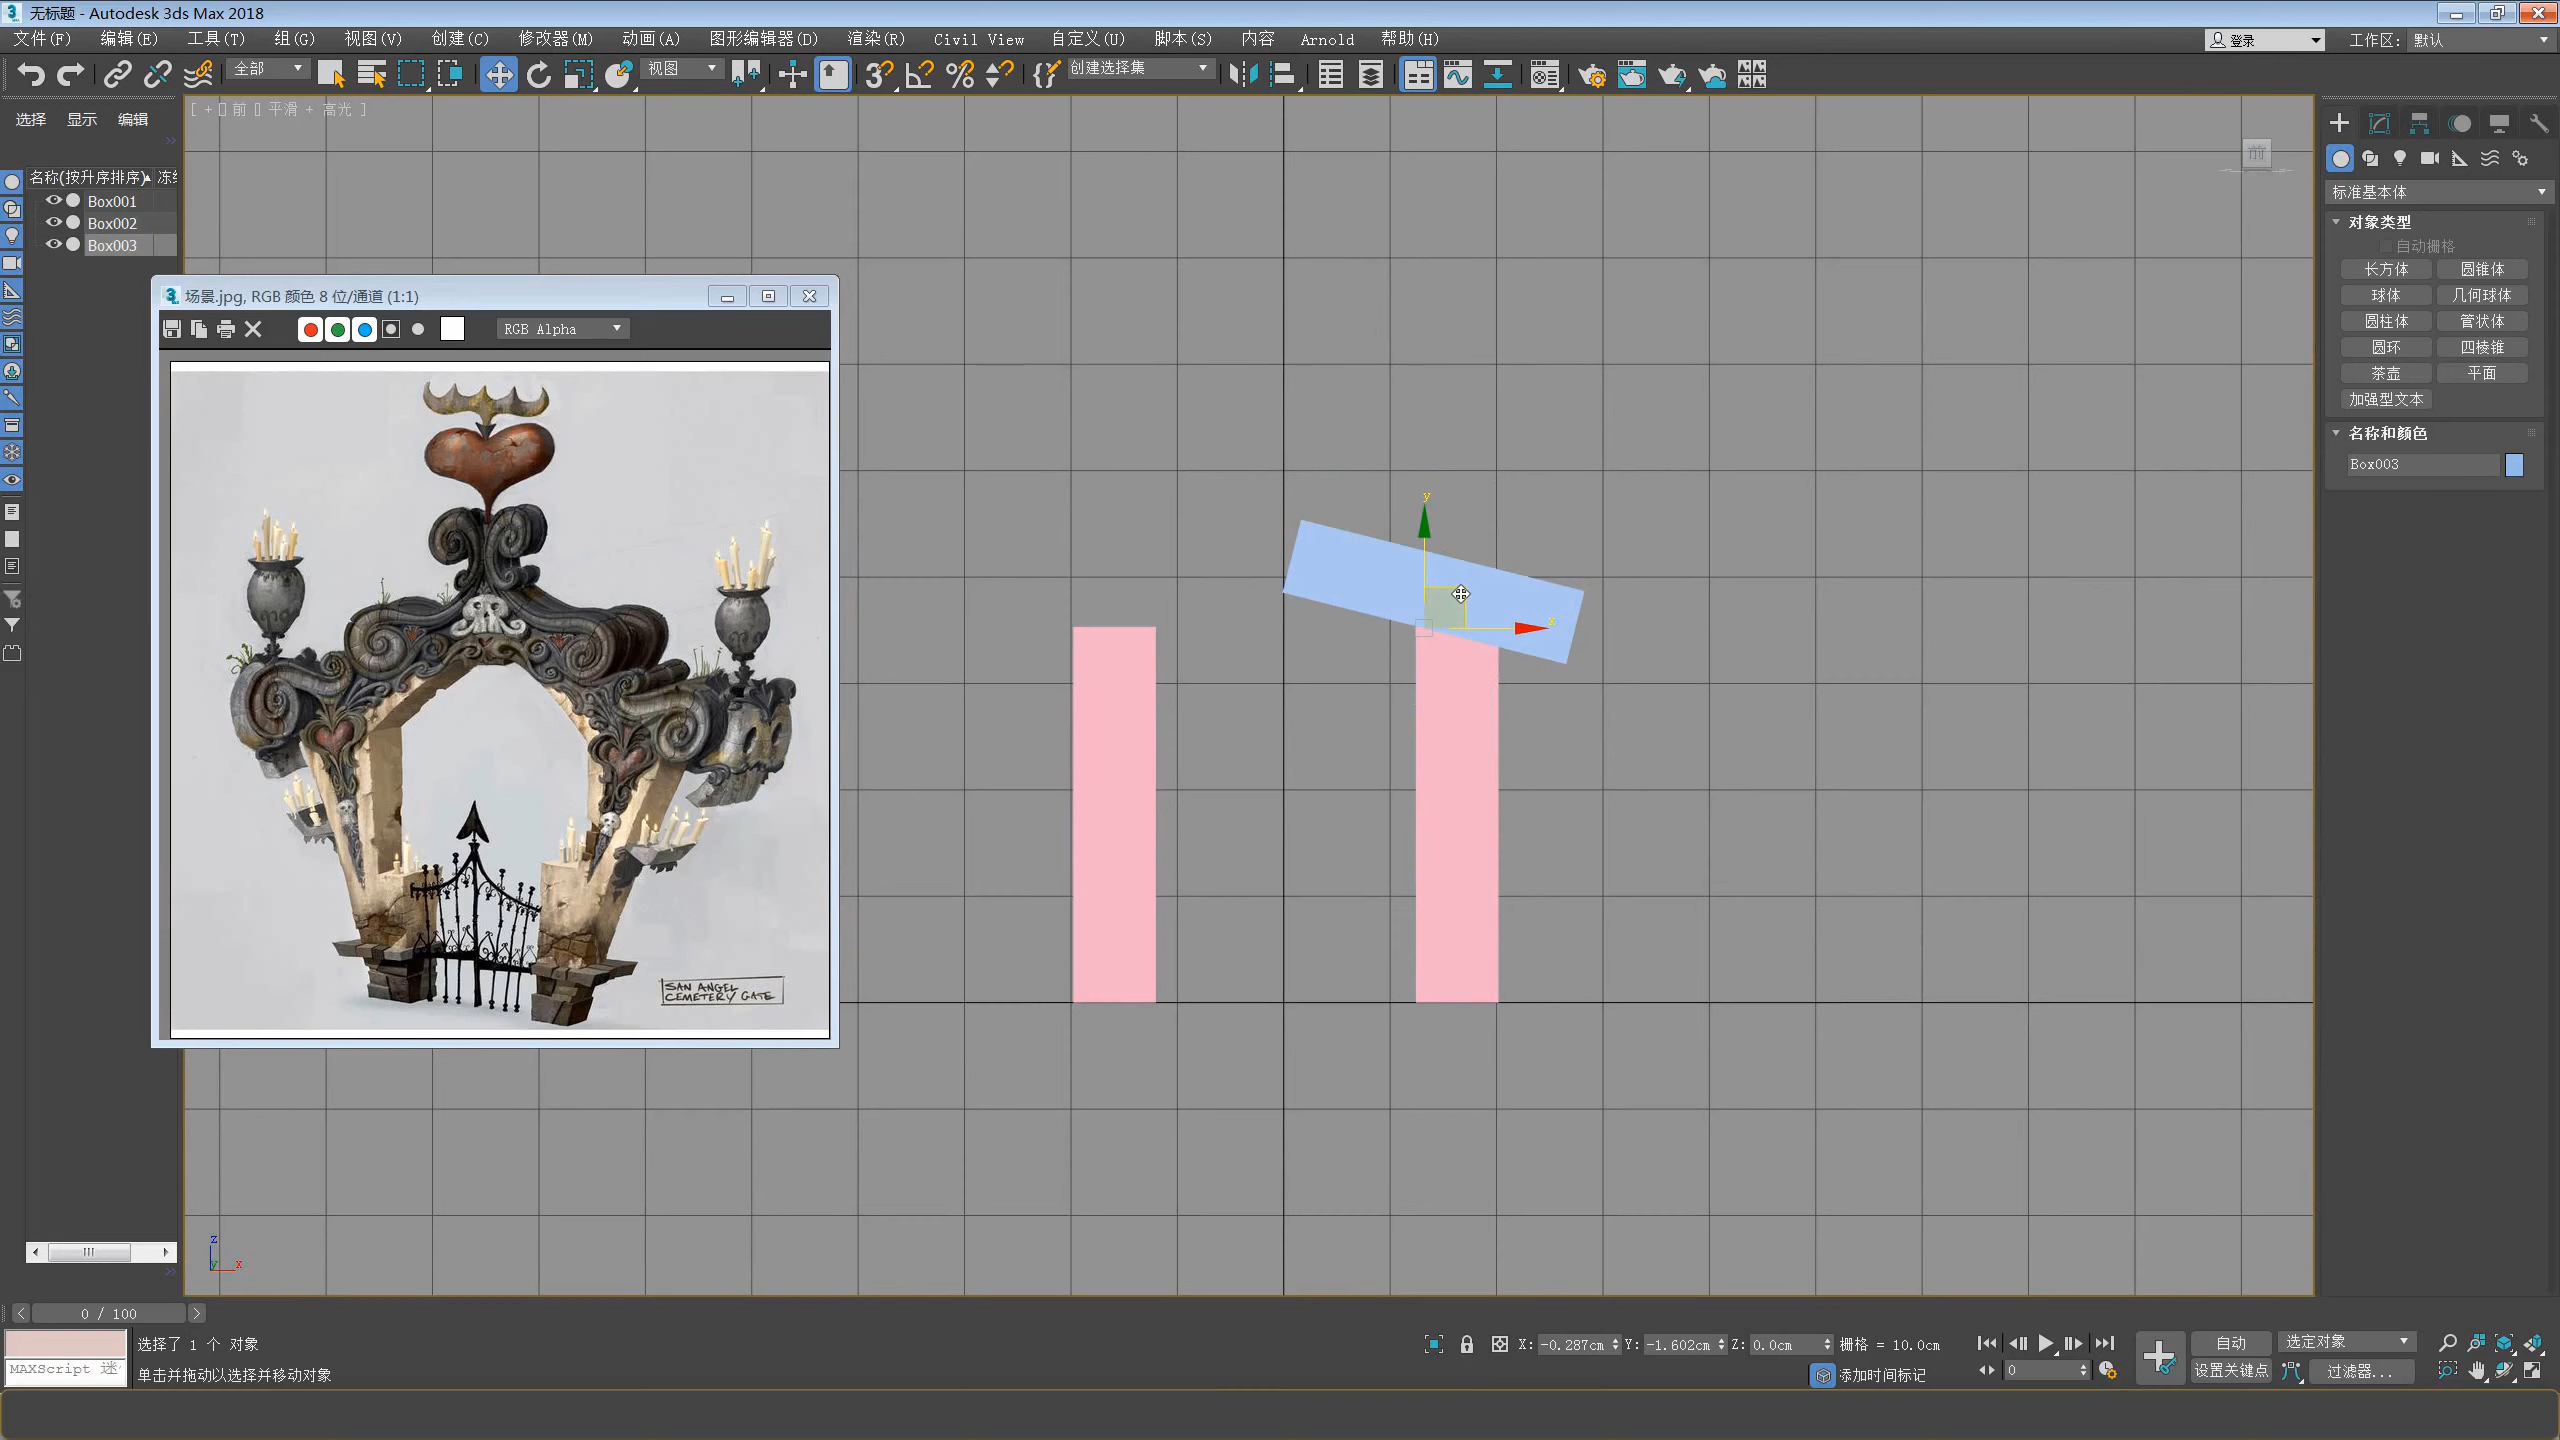 无标题 - Autodesk 3ds Max 2018
文件(F) 编辑(E) 工具(T) 组(G) 视图(V) 创建(C) 修改器(M) 动画(A) 图形编辑器(D) 渲染(R) Civil View 自定义(U) 脚本(S) 内容 Arnold 帮助(H)
登录 工作区: 默认
全部 视图 创建选择集
选择 显示 编辑
[ + ▯ 前 ▯ 平滑 + 高光 ]
前
名称(按升序排序)
Box001
Box002
Box003
场景.jpg, RGB 颜色 8 位/通道 (1:1)
RGB Alpha
SAN ANGEL
CEMETERY GATE
y
x
z
y x
标准基本体
对象类型
自动栅格
长方体 圆锥体
球体 几何球体
圆柱体 管状体
圆环 四棱锥
茶壶 平面
加强型文本
名称和颜色
Box003
0 / 100
选择了 1 个 对象
MAXScript 迷
单击并拖动以选择并移动对象
X: -0.287cm Y: -1.602cm Z: 0.0cm 栅格 = 10.0cm
添加时间标记
0
自动 选定对象
设置关键点 过滤器...